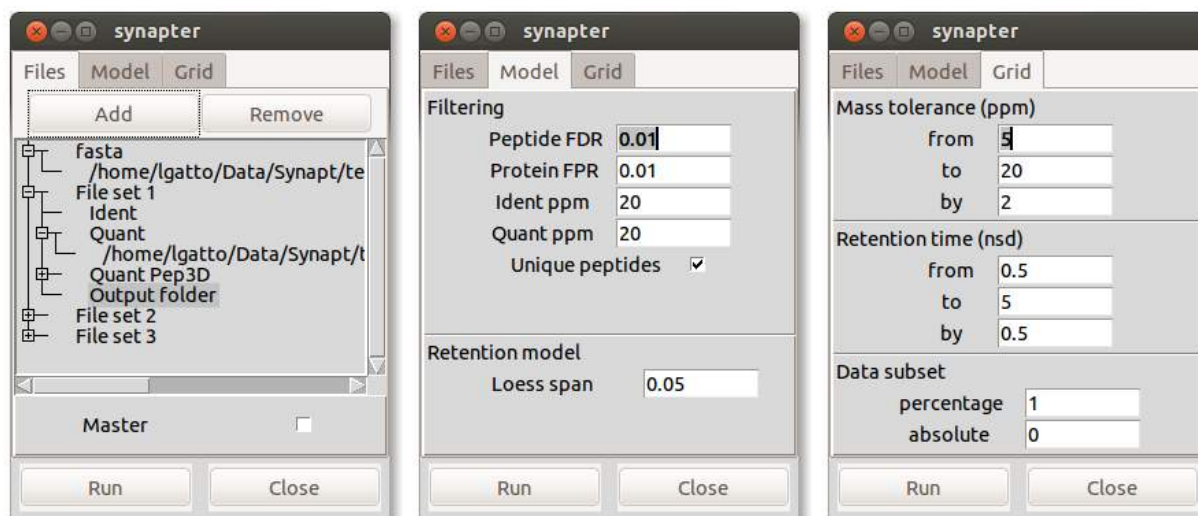 synapter
Files Model Grid
Add Remove
fasta
/home/lgatto/Data/Synapt/te
File set 1
Ident
Quant
/home/lgatto/Data/Synapt/t
Quant Pep3D
Output folder
File set 2
File set 3
Master
Run Close
synapter
Files Model Grid
Filtering
Peptide FDR 0.01
Protein FPR 0.01
Ident ppm 20
Quant ppm 20
Unique peptides
Retention model
Loess span 0.05
Run Close
synapter
Files Model Grid
Mass tolerance (ppm)
from 5
to 20
by 2
Retention time (nsd)
from 0.5
to 5
by 0.5
Data subset
percentage 1
absolute 0
Run Close